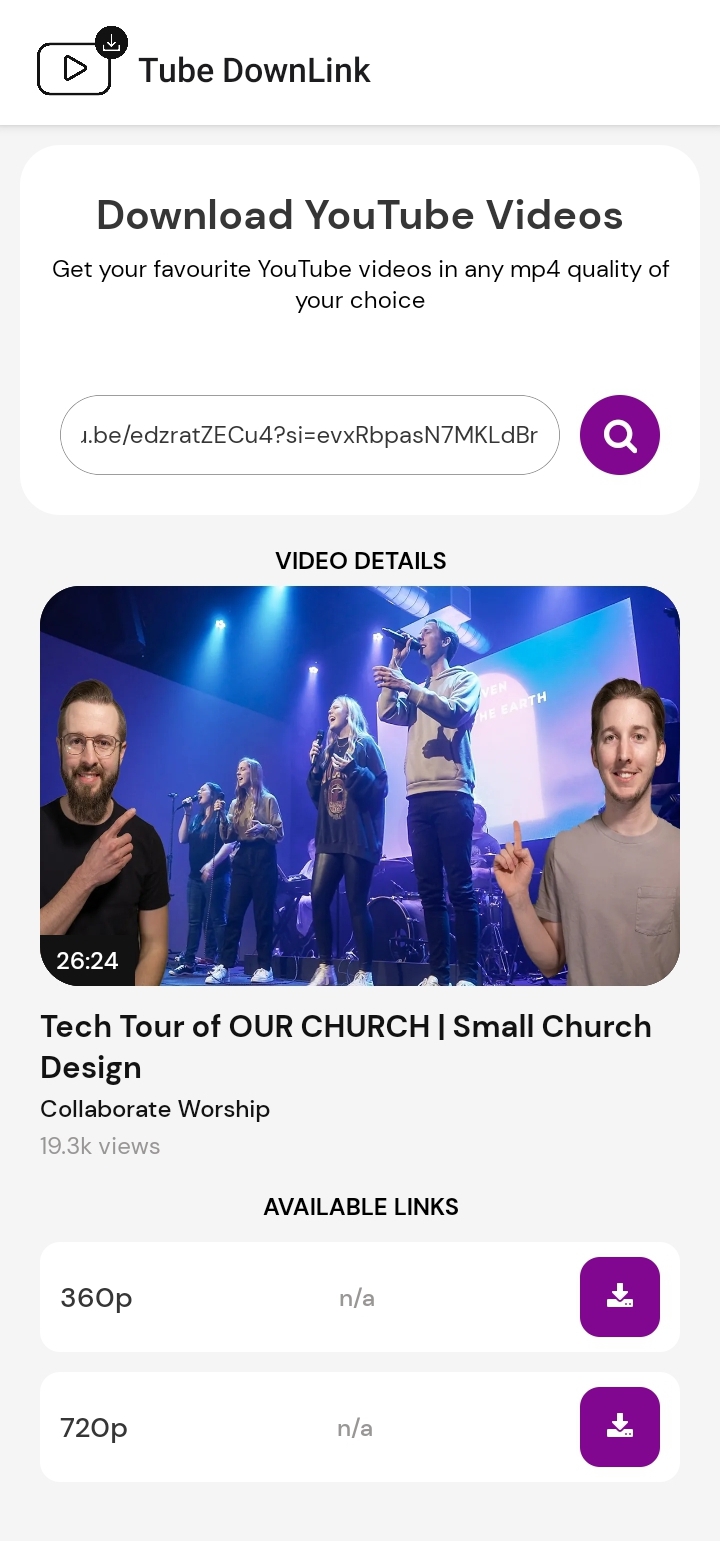 Tube DownLink
Download YouTube Videos
Get your favourite YouTube videos in any mp4 quality of
your choice
.be/edzratZECu4?si=evxRbpasN7MKLdBr
VIDEO DETAILS
VEN
THE EARTH
26:24
Tech Tour of OUR CHURCH | Small Church
Design
Collaborate Worship
19.3k views
AVAILABLE LINKS
360p n/a
720p n/a